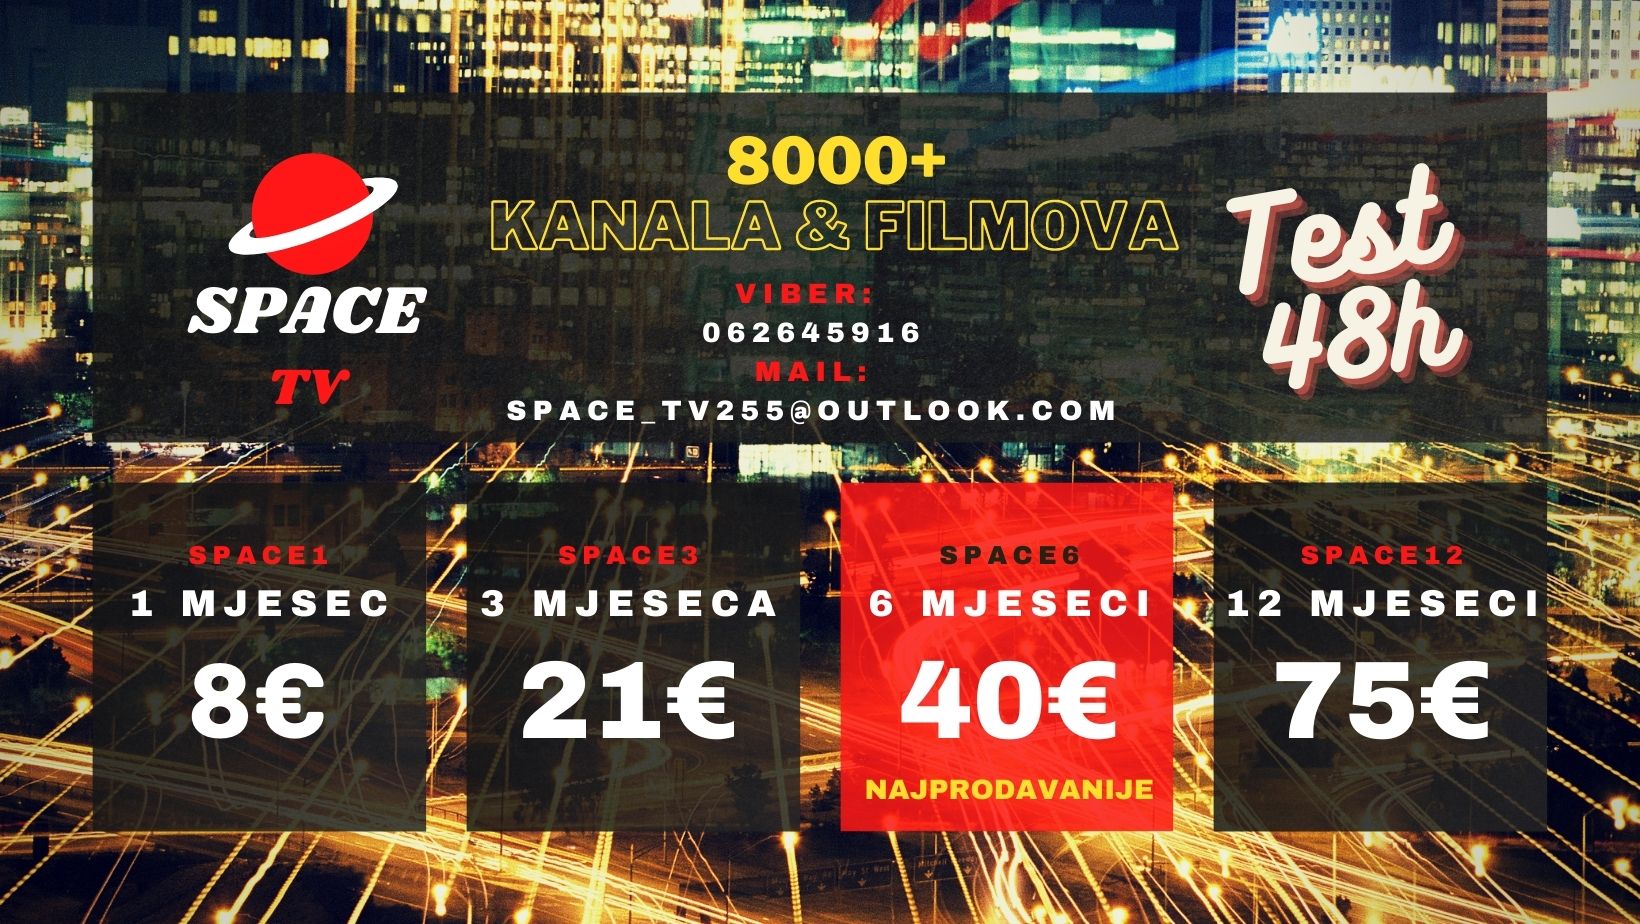 SPACE
TV
8000+
KANALA & FILMOVA
VIBER:
062645916
MAIL:
SPACE_TV255@OUTLOOK.COM
Test
48h
SPACE1
1 MJESEC
8€
SPACE3
3 MJESECA
21€
SPACE6
6 MJESECI
40€
NAJPRODAVANIJE
SPACE12
12 MJESECI
75€